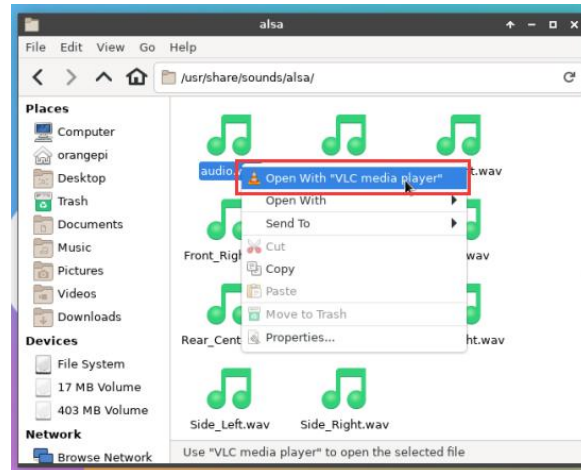 alsa
File Edit View Go Help
/usr/share/sounds/alsa/
Places
Computer
orangepi
Desktop
Trash
Documents
Music
Pictures
Videos
Downloads
Devices
File System
17 MB Volume
403 MB Volume
Network
Browse Network
audio.
t.wav
Front_Righ
wav
Rear_Cent
ht.wav
Side_Left.wav Side_Right.wav
Open With "VLC media player"
Open With
Send To
Cut
Copy
Paste
Move to Trash
Properties...
Use "VLC media player" to open the selected file